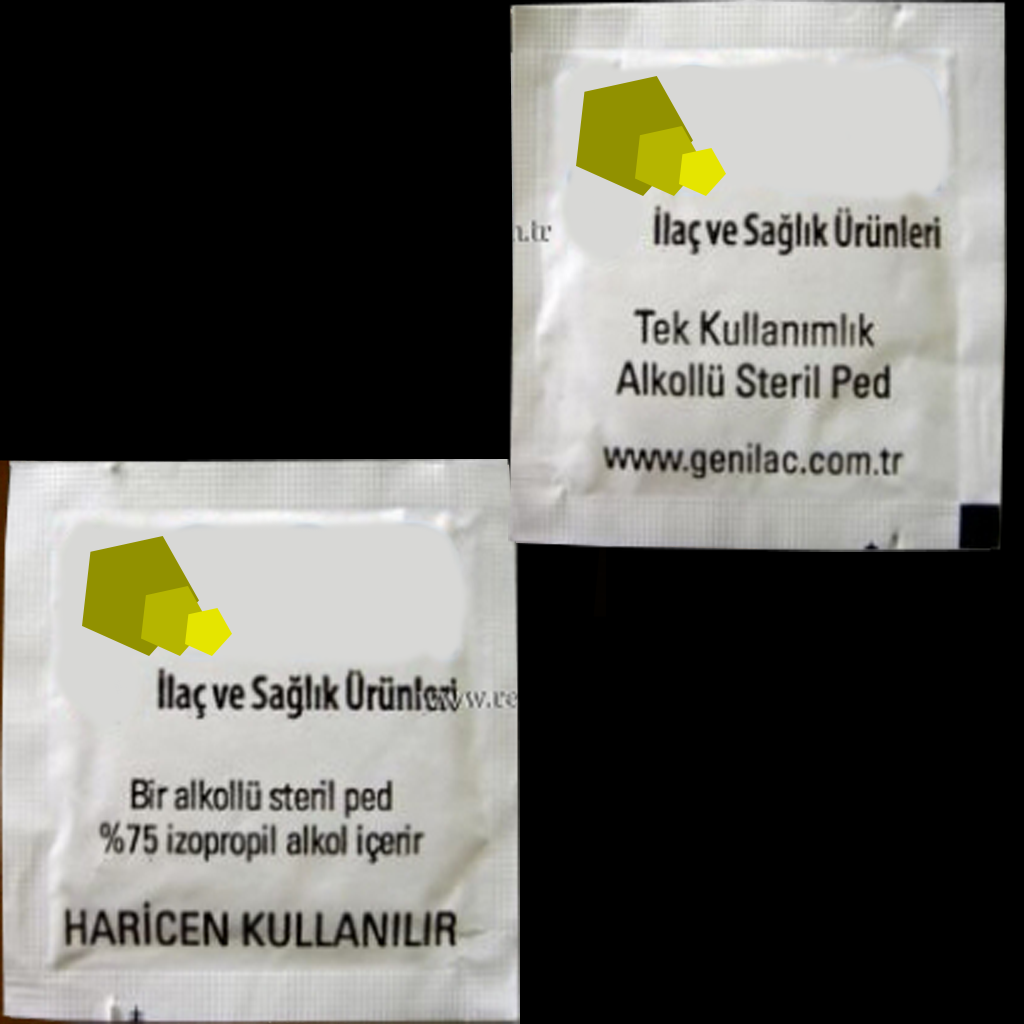 İlaç ve Sağlık Ürünleri
Tek Kullanımlık
Alkollü Steril Ped
www.genilac.com.tr
İlaç ve Sağlık Ürünleri
Bir alkollü steril ped
%75 izopropil alkol içerir
HARİCEN KULLANILIR